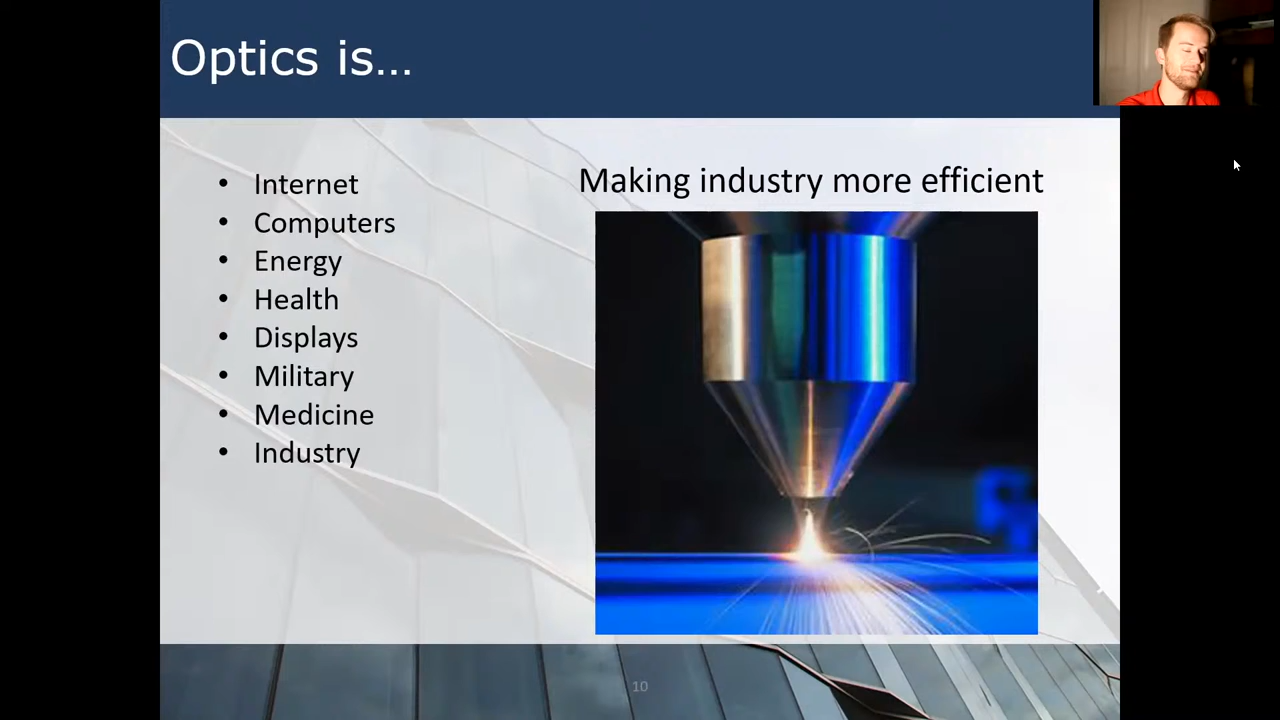 Optics is…
• Internet
• Computers
• Energy
• Health
• Displays
• Military
• Medicine
• Industry
Making industry more efficient
10